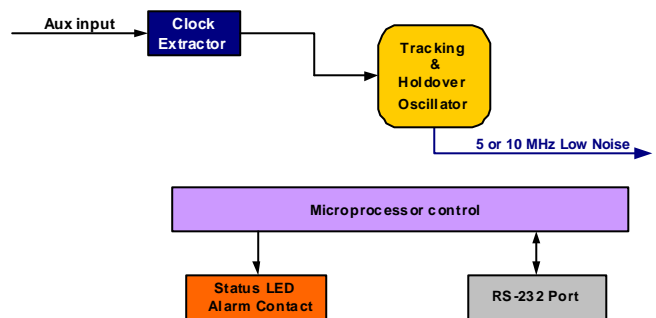 Aux input
Clock
Extractor
Tracking
&
Holdover
Oscillator
5 or 10 MHz Low Noise
Microprocessor control
Status LED
Alarm Contact
RS-232 Port